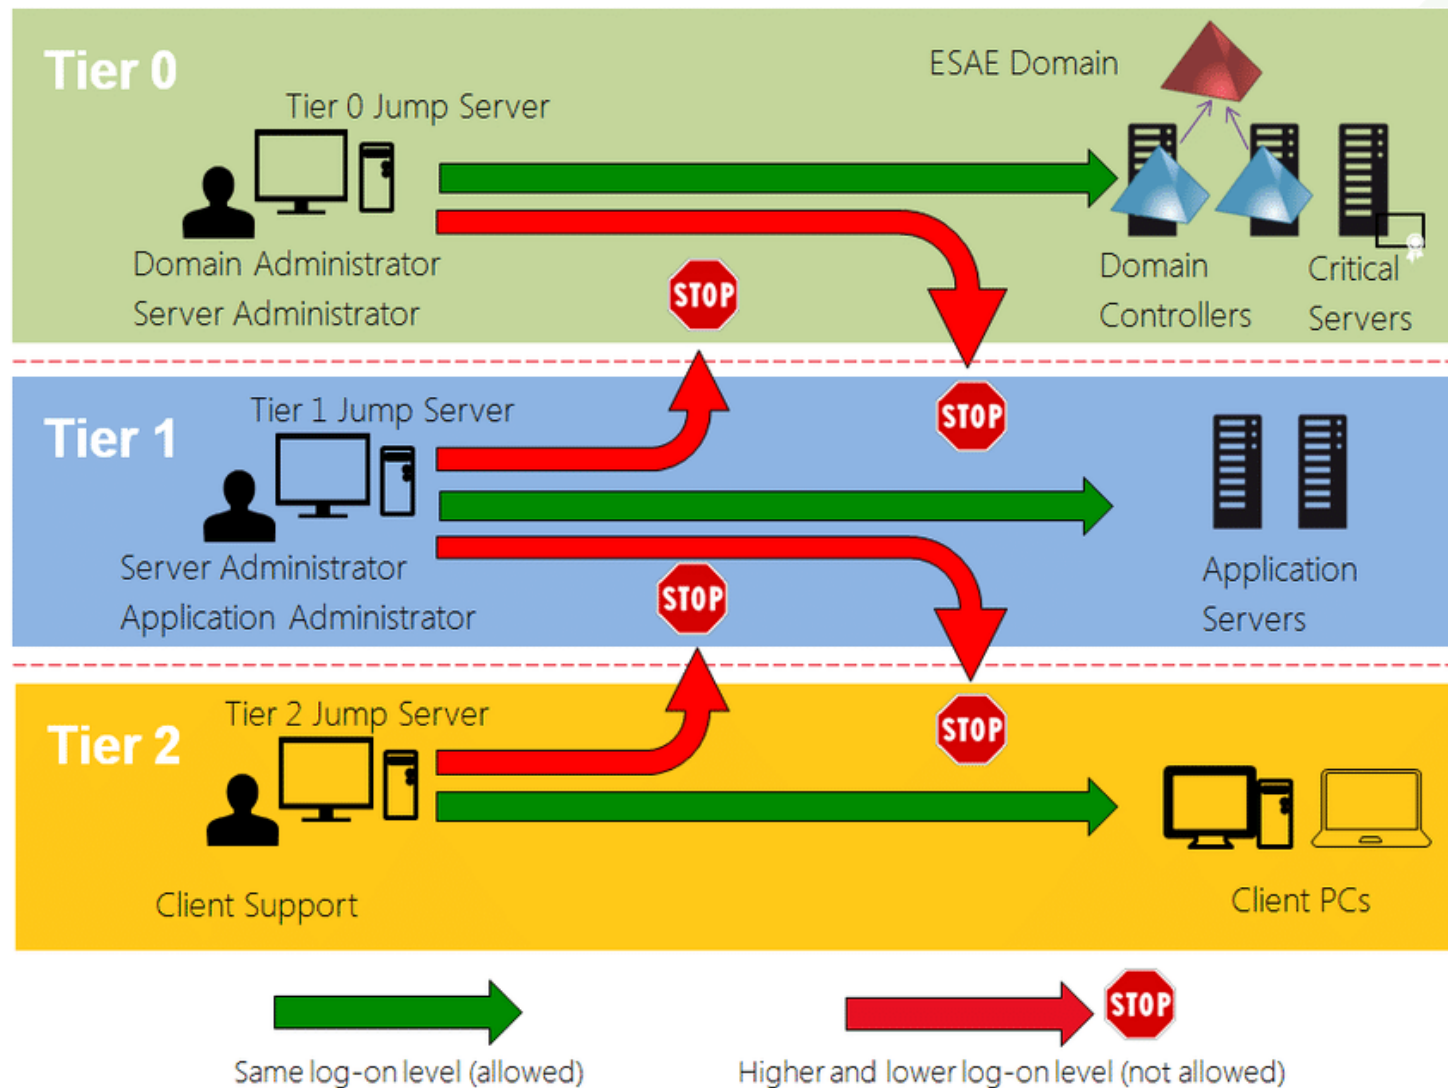 Tier 0
ESAE Domain
Tier 0 Jump Server
Domain Administrator
Server Administrator
STOP
Domain
Controllers
Critical
Servers
Tier 1
Tier 1 Jump Server
STOP
Server Administrator
Application Administrator
STOP
Application
Servers
Tier 2
Tier 2 Jump Server
STOP
Client Support
Client PCs
STOP
Same log-on level (allowed)
Higher and lower log-on level (not allowed)